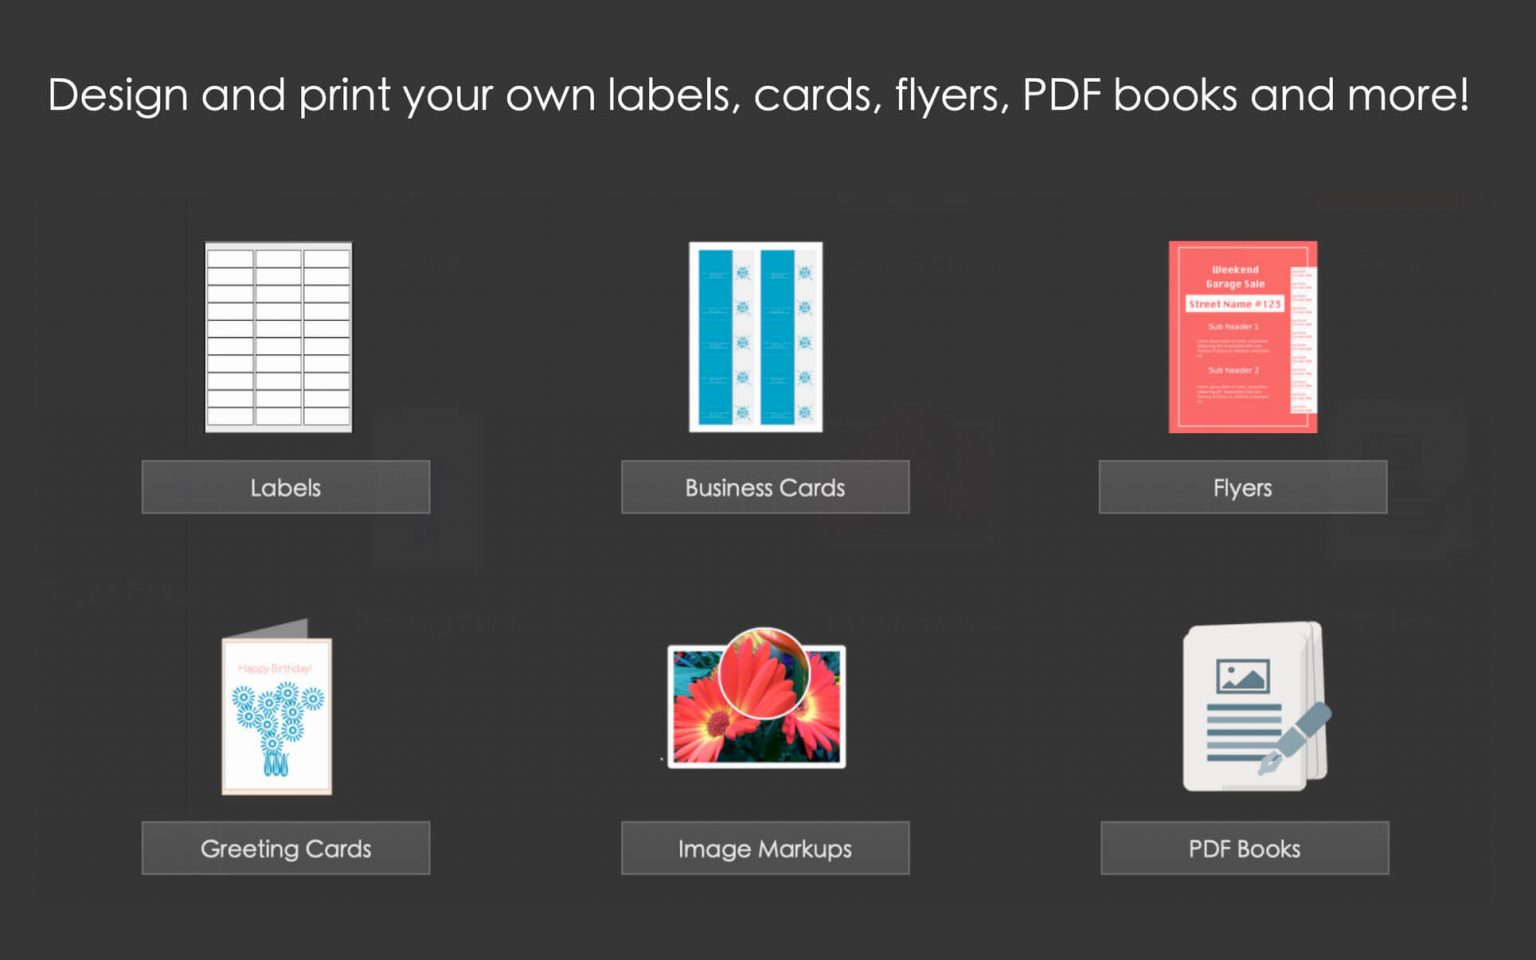 Design and print your own labels, cards, flyers, PDF books and more!
Weekend
Garage Sale
Street Name #123
Sub header 1
Sub header 2
Labels
Business Cards
Flyers
Happy Birthday!
Greeting Cards
Image Markups
PDF Books